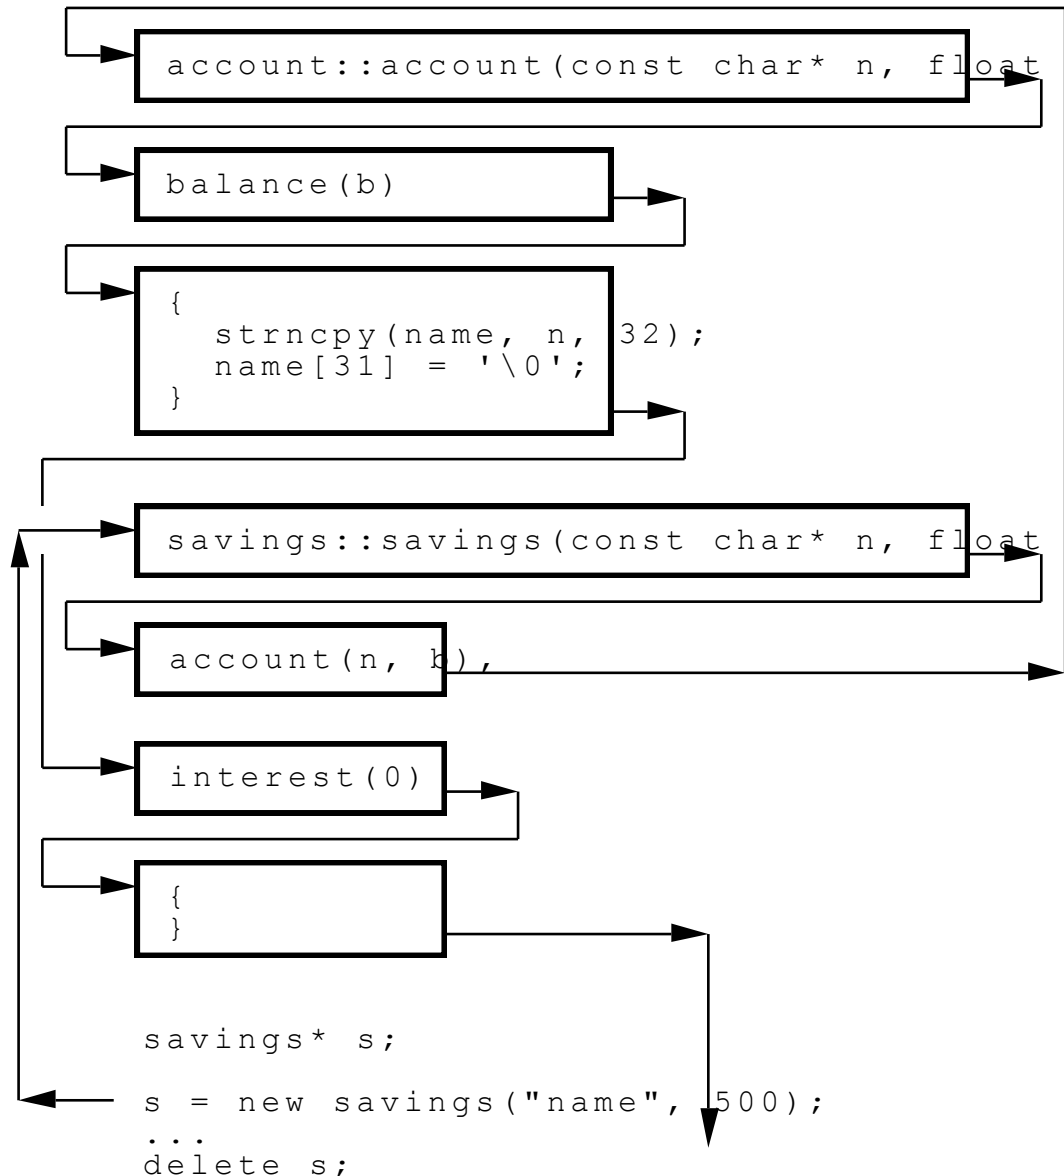 account::account(const char* n, float
balance(b)
{
strncpy(name, n, 32);
name[31] = '\0';
}
savings::savings(const char* n, float
account(n, b),
interest(0)
{
}
savings* s;
s = new savings("name", 500);
...
delete s;